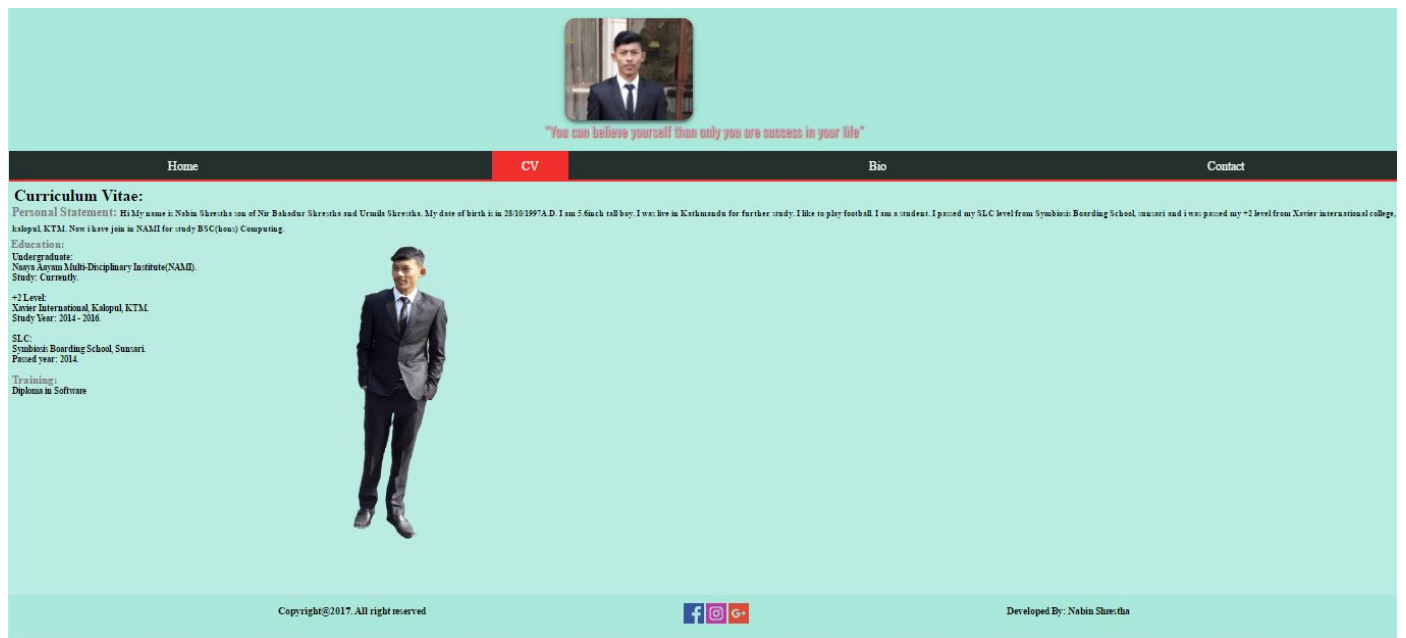 "You can believe yourself than only you are success in your life"
Home CV Bio Contact
Curriculum Vitae:
Personal Statement: Hi My name is Nabin Shrestha son of Nir Bahadur Shrestha and Urmila Shrestha. My date of birth is in 28/10/1997A.D. I am 5.6inch tall boy. I was live in Kathmandu for further study. I like to play football. I am a student. I passed my SLC level from Symbiosis Boarding School, sunsari and i was passed my +2 level from Xavier international college,
kalopul, KTM. Now i have join in NAMI for study BSC(hons) Computing.
Education:
Undergraduate:
Naaya Aayam Multi-Disciplinary Institute(NAMI).
Study: Currently.
+2 Level:
Xavier International, Kalopul, KTM.
Study Year: 2014 - 2016.
SLC:
Symbiosis Boarding School, Sunsari.
Passed year: 2014.
Training:
Diploma in Software
Copyright@2017. All right reserved f G+ Developed By: Nabin Shrestha